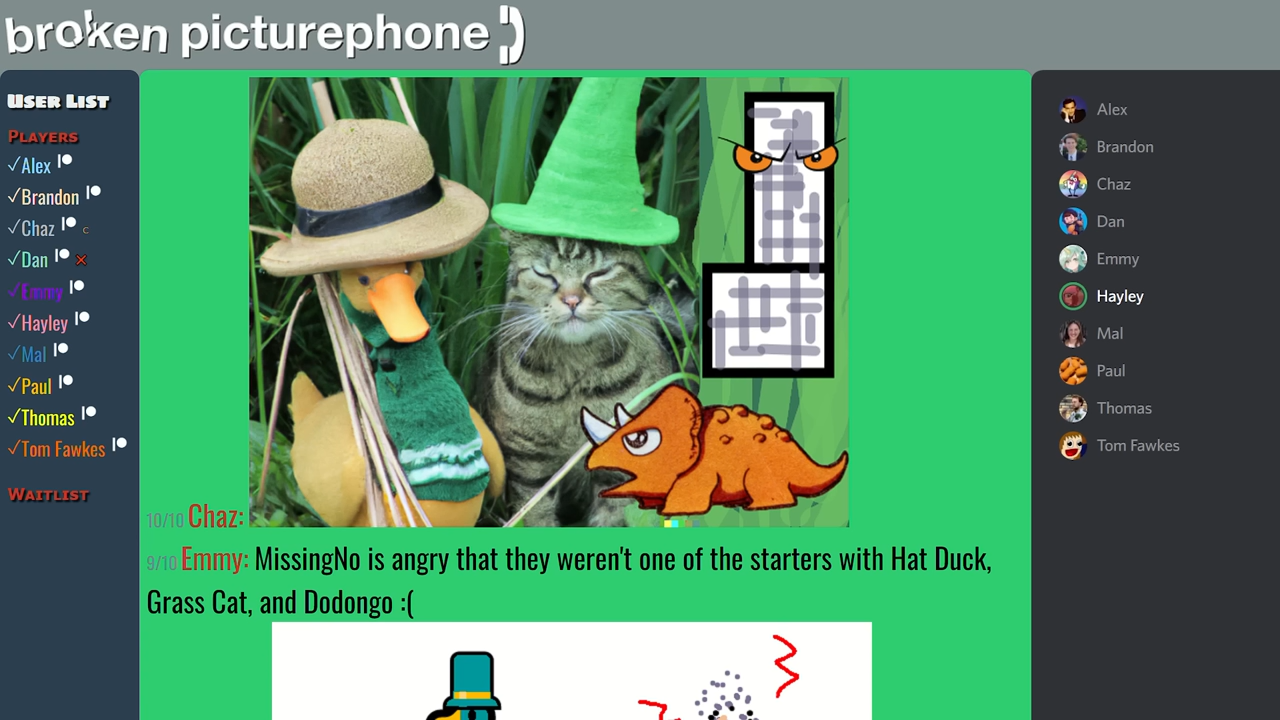 broken picturephone
User List
Players
✓Alex
✓Brandon
✓Chaz c
✓Dan ✕
✓Emmy
✓Hayley
✓Mal
✓Paul
✓Thomas
✓Tom Fawkes
Waitlist
10/10 Chaz:
9/10 Emmy: MissingNo is angry that they weren't one of the starters with Hat Duck,
Grass Cat, and Dodongo :(
Alex
Brandon
Chaz
Dan
Emmy
Hayley
Mal
Paul
Thomas
Tom Fawkes